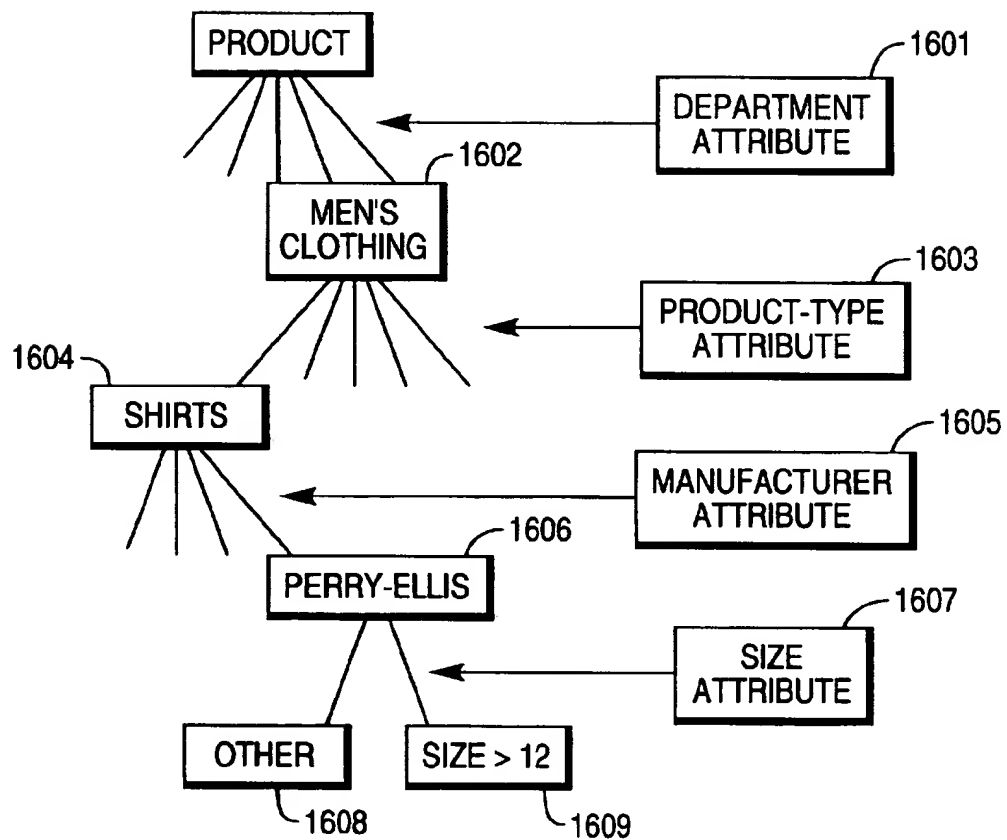 PRODUCT
1601
DEPARTMENT
ATTRIBUTE
1602
MEN'S
CLOTHING
1603
PRODUCT-TYPE
ATTRIBUTE
1604
SHIRTS
1605
MANUFACTURER
ATTRIBUTE
1606
PERRY-ELLIS
1607
SIZE
ATTRIBUTE
OTHER
SIZE > 12
1608
1609